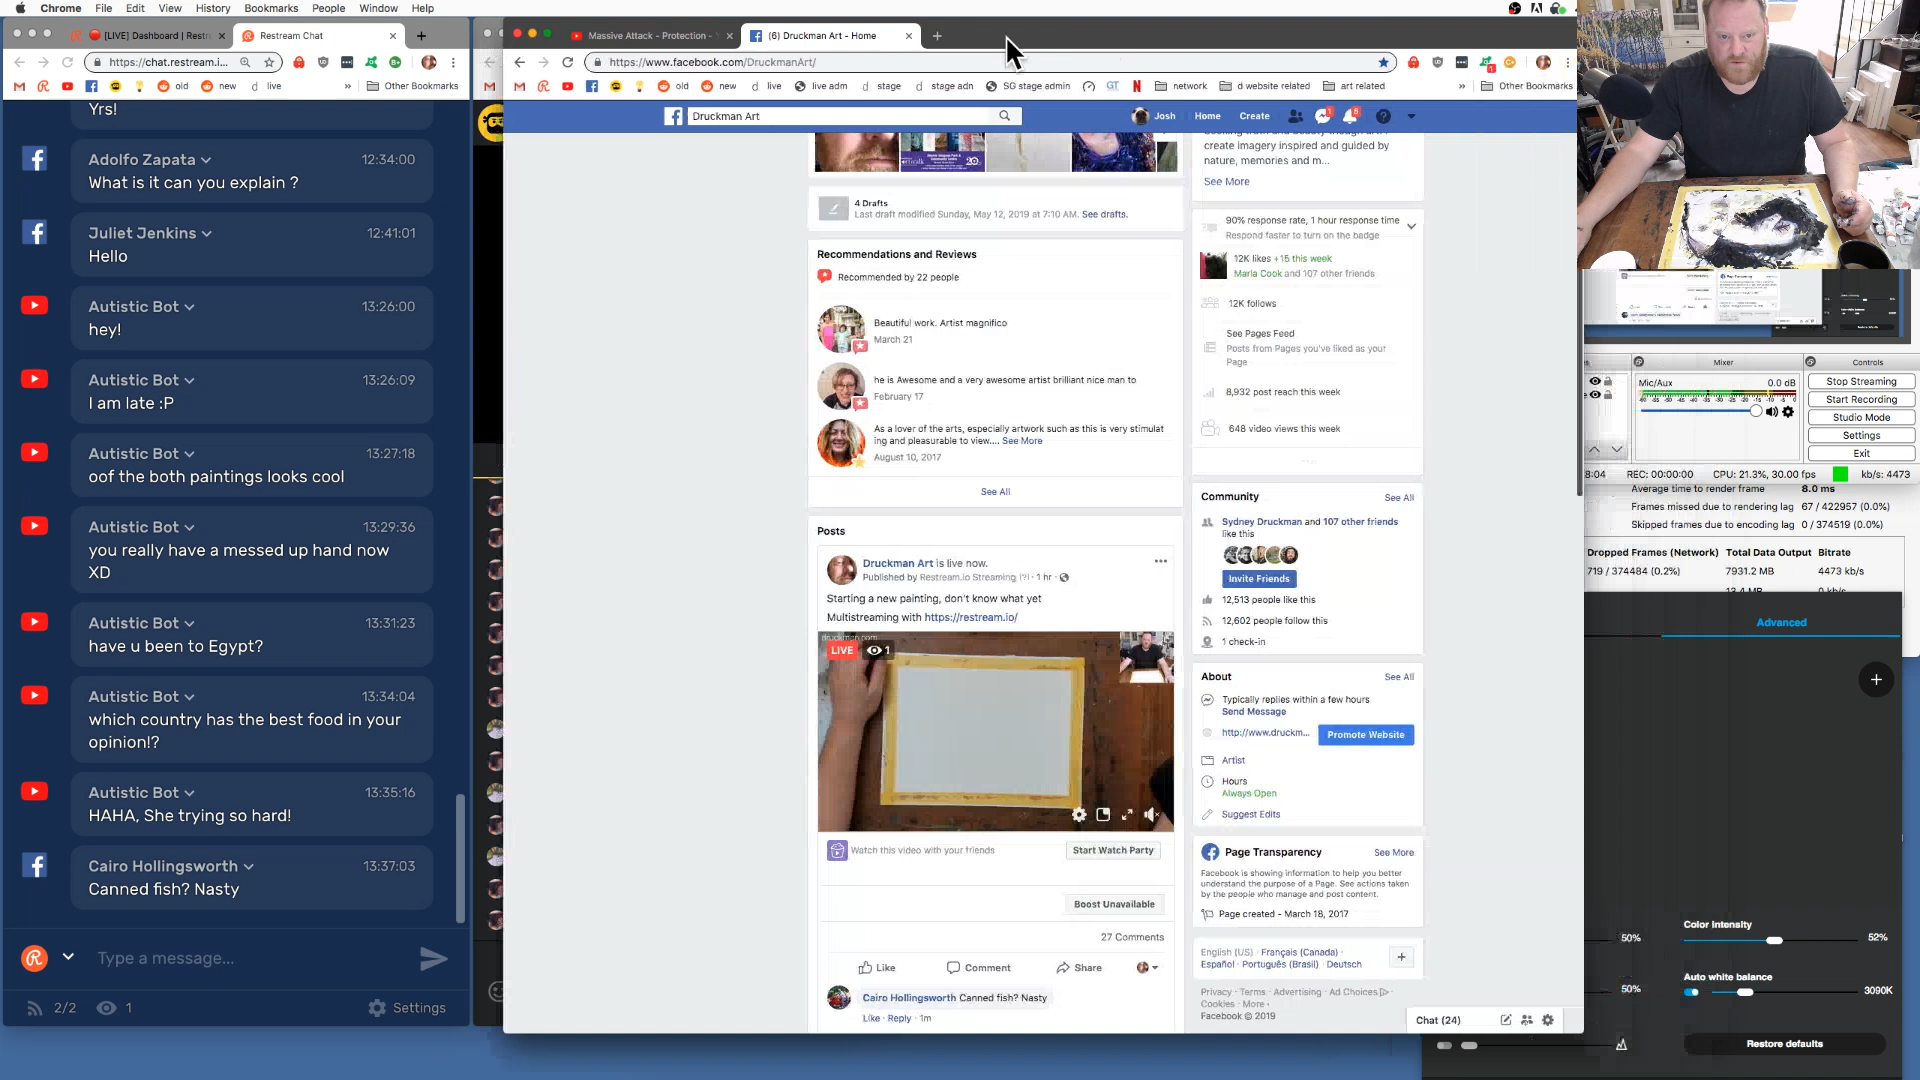 Chrome File Edit View History Bookmarks People Window Help
[LIVE] Dashboard | Restr
Restream Chat
https://chat.restream.i...
old
new
live
Other Bookmarks
Yrs!
Adolfo Zapata 12:34:00
What is it can you explain ?
Juliet Jenkins 12:41:01
Hello
Autistic Bot 13:26:00
hey!
Autistic Bot 13:26:09
I am late :P
Autistic Bot 13:27:18
oof the both paintings looks cool
Autistic Bot 13:29:36
you really have a messed up hand now
XD
Autistic Bot 13:31:23
have u been to Egypt?
Autistic Bot 13:34:04
which country has the best food in your
opinion!?
Autistic Bot 13:35:16
HAHA, She trying so hard!
Cairo Hollingsworth 13:37:03
Canned fish? Nasty
Type a message...
2/2 1 Settings
Massive Attack - Protection -
(6) Druckman Art - Home
https://www.facebook.com/DruckmanArt/
old new live live adm stage stage adn SG stage admin GT network d website related art related » Other Bookmarks
Druckman Art
Josh Home Create
4 Drafts
Last draft modified Sunday, May 12, 2019 at 7:10 AM. See drafts.
Recommendations and Reviews
Recommended by 22 people
Beautiful work. Artist magnifico
March 21
he is Awesome and a very awesome artist brilliant nice man to
February 17
As a lover of the arts, especially artwork such as this is very stimulat
ing and pleasurable to view.... See More
August 10, 2017
See All
Posts
Druckman Art is live now.
Published by Restream.io Streaming [?] · 1 hr ·
Starting a new painting, don't know what yet
Multistreaming with https://restream.io/
druckman.com
LIVE 1
Watch this video with your friends
Start Watch Party
Boost Unavailable
27 Comments
Like Comment Share
Cairo Hollingsworth Canned fish? Nasty
Like · Reply · 1m
create imagery inspired and guided by
nature, memories and m...
See More
90% response rate, 1 hour response time
Respond faster to turn on the badge
12K likes +15 this week
Marla Cook and 107 other friends
12K follows
See Pages Feed
Posts from Pages you've liked as your
Page
8,932 post reach this week
648 video views this week
Community See All
Sydney Druckman and 107 other friends
like this
Invite Friends
12,513 people like this
12,602 people follow this
1 check-in
About See All
Typically replies within a few hours
Send Message
http://www.druckm... Promote Website
Artist
Hours
Always Open
Suggest Edits
Page Transparency See More
Facebook is showing information to help you better
understand the purpose of a Page. See actions taken
by the people who manage and post content.
Page created - March 18, 2017
English (US) · Français (Canada) ·
Español · Português (Brasil) · Deutsch
Privacy · Terms · Advertising · Ad Choices ·
Cookies · More ·
Facebook © 2019
Chat (24)
Mixer Controls
Mic/Aux 0.0 dB
Stop Streaming
Start Recording
Studio Mode
Settings
Exit
8:04 REC: 00:00:00 CPU: 21.3%, 30.00 fps kb/s: 4473
Average time to render frame 8.0 ms
Frames missed due to rendering lag 67 / 422957 (0.0%)
Skipped frames due to encoding lag 0 / 374519 (0.0%)
Dropped Frames (Network) Total Data Output Bitrate
719 / 374484 (0.2%) 7931.2 MB 4473 kb/s
Advanced
50%
Color Intensity 52%
50%
Auto white balance 3090K
Restore defaults